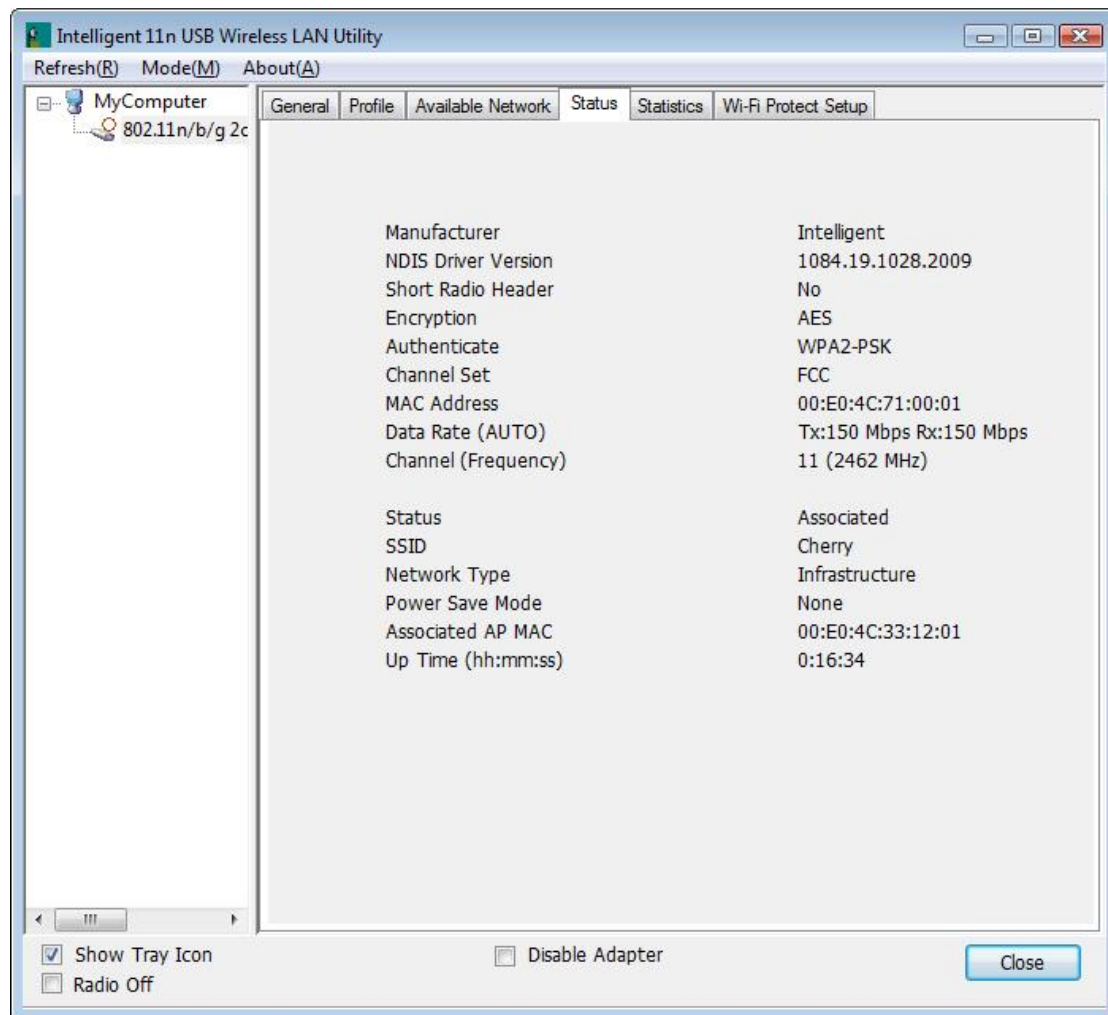 Intelligent 11n USB Wireless LAN Utility
Refresh(R) Mode(M) About(A)
MyComputer
802.11n/b/g 2c
General Profile Available Network Status Statistics Wi-Fi Protect Setup
Manufacturer Intelligent
NDIS Driver Version 1084.19.1028.2009
Short Radio Header No
Encryption AES
Authenticate WPA2-PSK
Channel Set FCC
MAC Address 00:E0:4C:71:00:01
Data Rate (AUTO) Tx:150 Mbps Rx:150 Mbps
Channel (Frequency) 11 (2462 MHz)
Status Associated
SSID Cherry
Network Type Infrastructure
Power Save Mode None
Associated AP MAC 00:E0:4C:33:12:01
Up Time (hh:mm:ss) 0:16:34
Show Tray Icon Disable Adapter Close
Radio Off